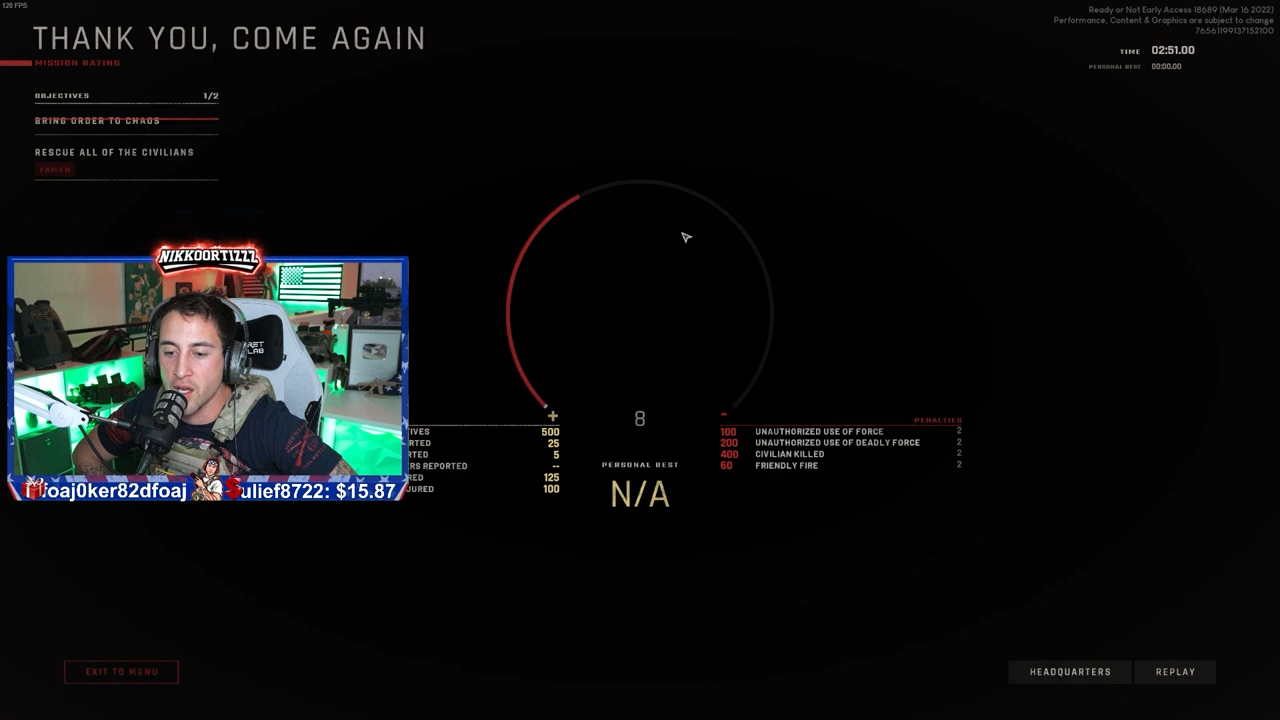 120 FPS
Ready or Not Early Access 18689 (Mar 16 2022)
Performance, Content & Graphics are subject to change
76561199137152100
THANK YOU, COME AGAIN
MISSION RATING
TIME 02:51.00
PERSONAL BEST 00:00.00
OBJECTIVES 1/2
BRING ORDER TO CHAOS
RESCUE ALL OF THE CIVILIANS
FAILED
NIKKOORTIZZZ
+
8
-
PENALTIES
IVES 500
100 UNAUTHORIZED USE OF FORCE 2
RTED 25
200 UNAUTHORIZED USE OF DEADLY FORCE 2
RTED 5
400 CIVILIAN KILLED 2
ERS REPORTED --
60 FRIENDLY FIRE 2
RED 125
JURED 100
PERSONAL BEST
N/A
foaj0ker82dfoaj
ulief8722: $15.87
EXIT TO MENU
HEADQUARTERS
REPLAY